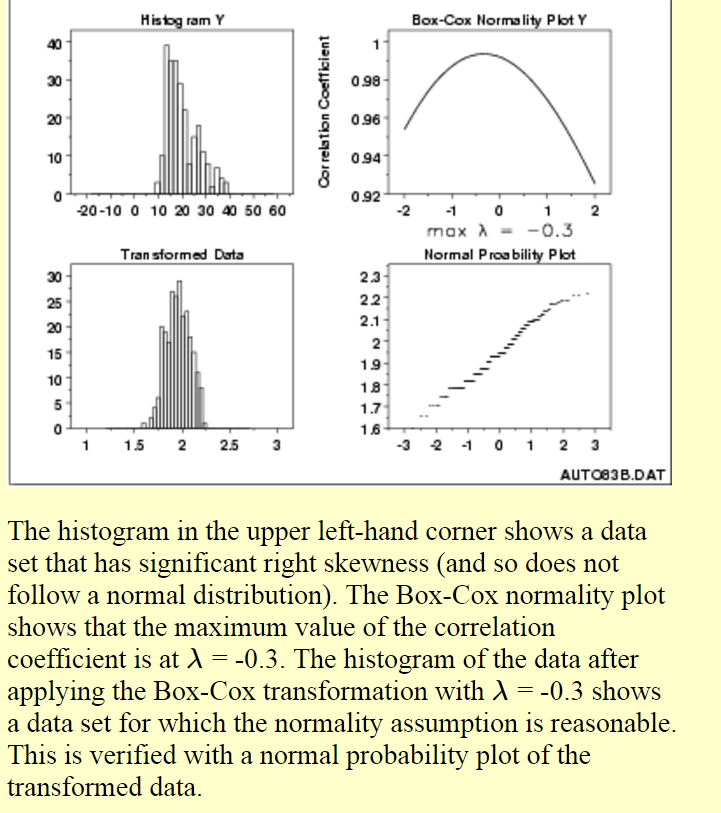 Histogram Y
40
30
20
10
0
-20 -10 0 10 20 30 40 50 60
Box-Cox Normality Plot Y
Correlation Coefficient
1
0.98
0.96
0.94
0.92
-2 -1 0 1 2
max λ = -0.3
Transformed Data
30
25
20
15
10
5
0
1 1.5 2 2.5 3
Normal Proability Plot
2.3
2.2
2.1
2
1.9
1.8
1.7
1.6
-3 -2 -1 0 1 2 3
AUTO83B.DAT
The histogram in the upper left-hand corner shows a data
set that has significant right skewness (and so does not
follow a normal distribution). The Box-Cox normality plot
shows that the maximum value of the correlation
coefficient is at λ = -0.3. The histogram of the data after
applying the Box-Cox transformation with λ = -0.3 shows
a data set for which the normality assumption is reasonable.
This is verified with a normal probability plot of the
transformed data.